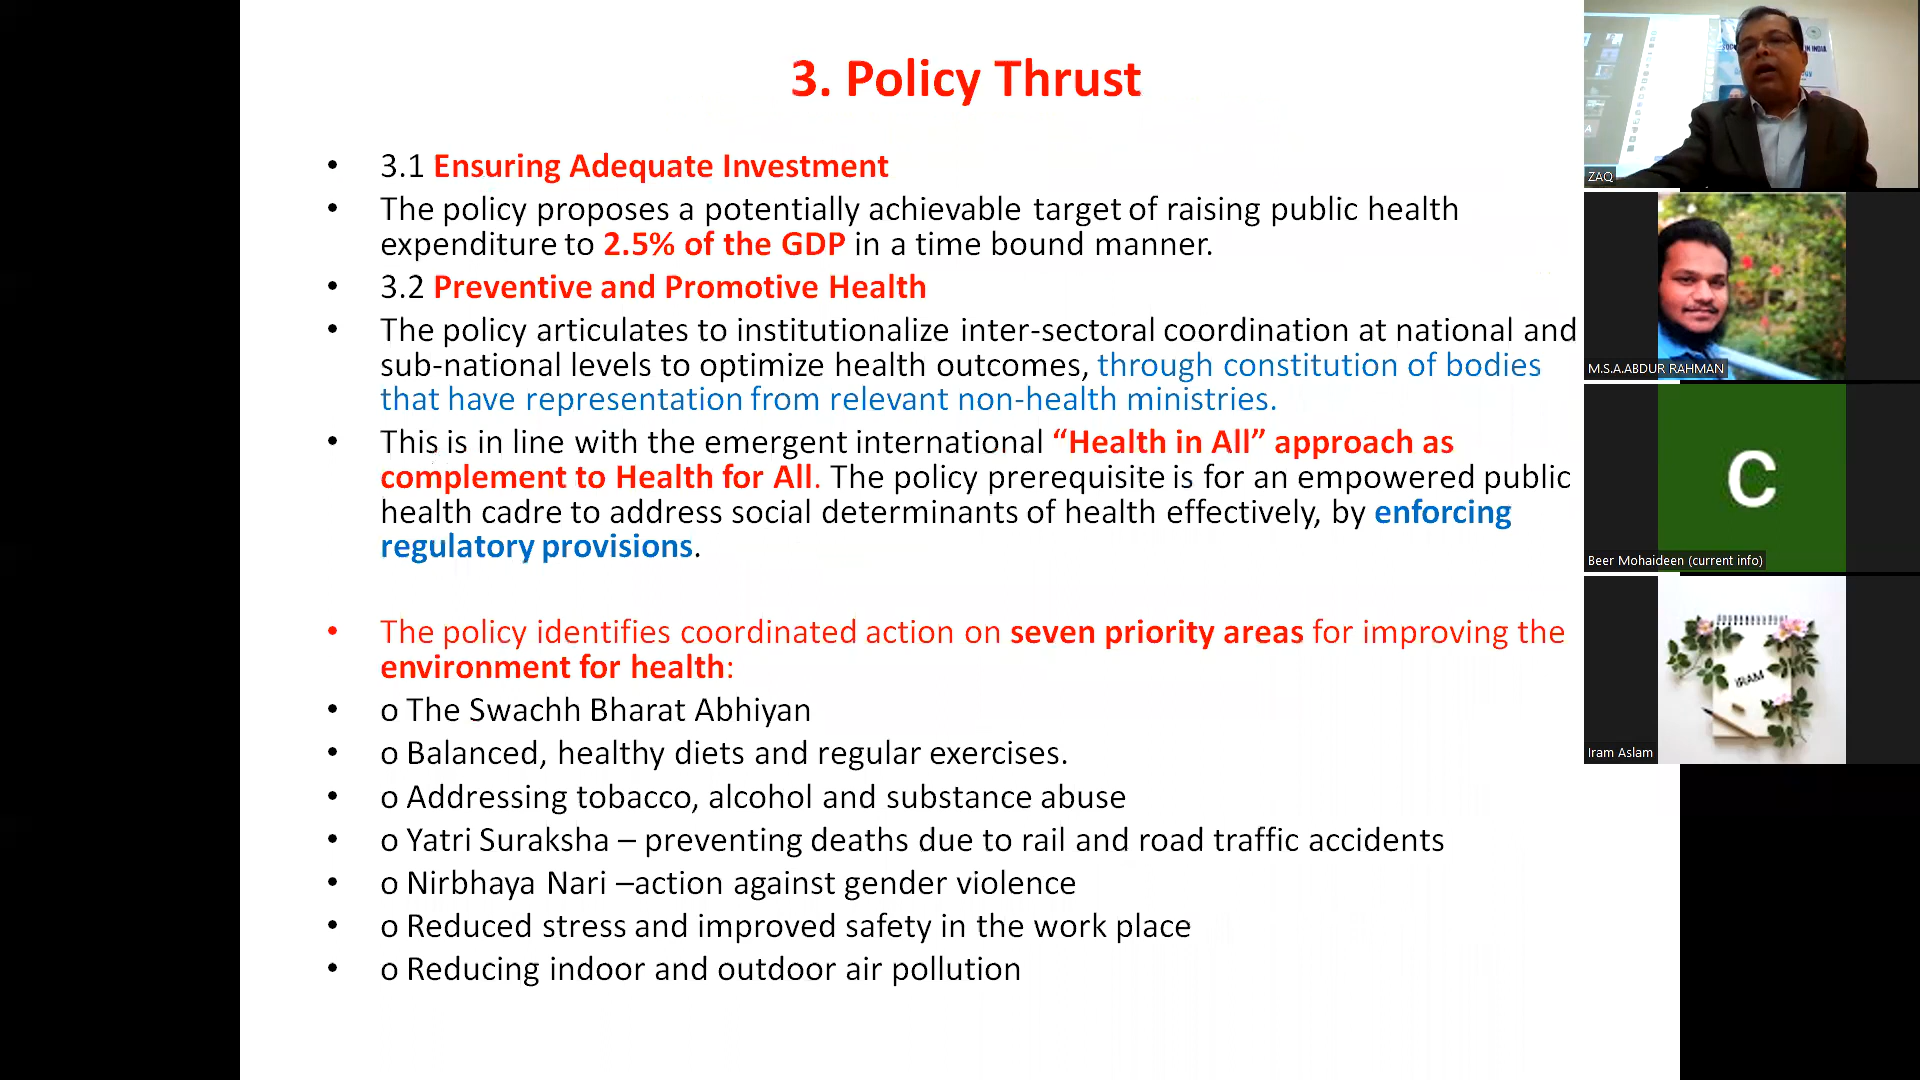 3. Policy Thrust
• 3.1 Ensuring Adequate Investment
• The policy proposes a potentially achievable target of raising public health
expenditure to 2.5% of the GDP in a time bound manner.
• 3.2 Preventive and Promotive Health
• The policy articulates to institutionalize inter-sectoral coordination at national and
sub-national levels to optimize health outcomes, through constitution of bodies
that have representation from relevant non-health ministries.
• This is in line with the emergent international “Health in All” approach as
complement to Health for All. The policy prerequisite is for an empowered public
health cadre to address social determinants of health effectively, by enforcing
regulatory provisions.
• The policy identifies coordinated action on seven priority areas for improving the
environment for health:
• o The Swachh Bharat Abhiyan
• o Balanced, healthy diets and regular exercises.
• o Addressing tobacco, alcohol and substance abuse
• o Yatri Suraksha – preventing deaths due to rail and road traffic accidents
• o Nirbhaya Nari –action against gender violence
• o Reduced stress and improved safety in the work place
• o Reducing indoor and outdoor air pollution
IN INDIA
A
ZAQ
M.S.A.ABDUR RAHMAN
C
Beer Mohaideen (current info)
IRAM
Iram Aslam